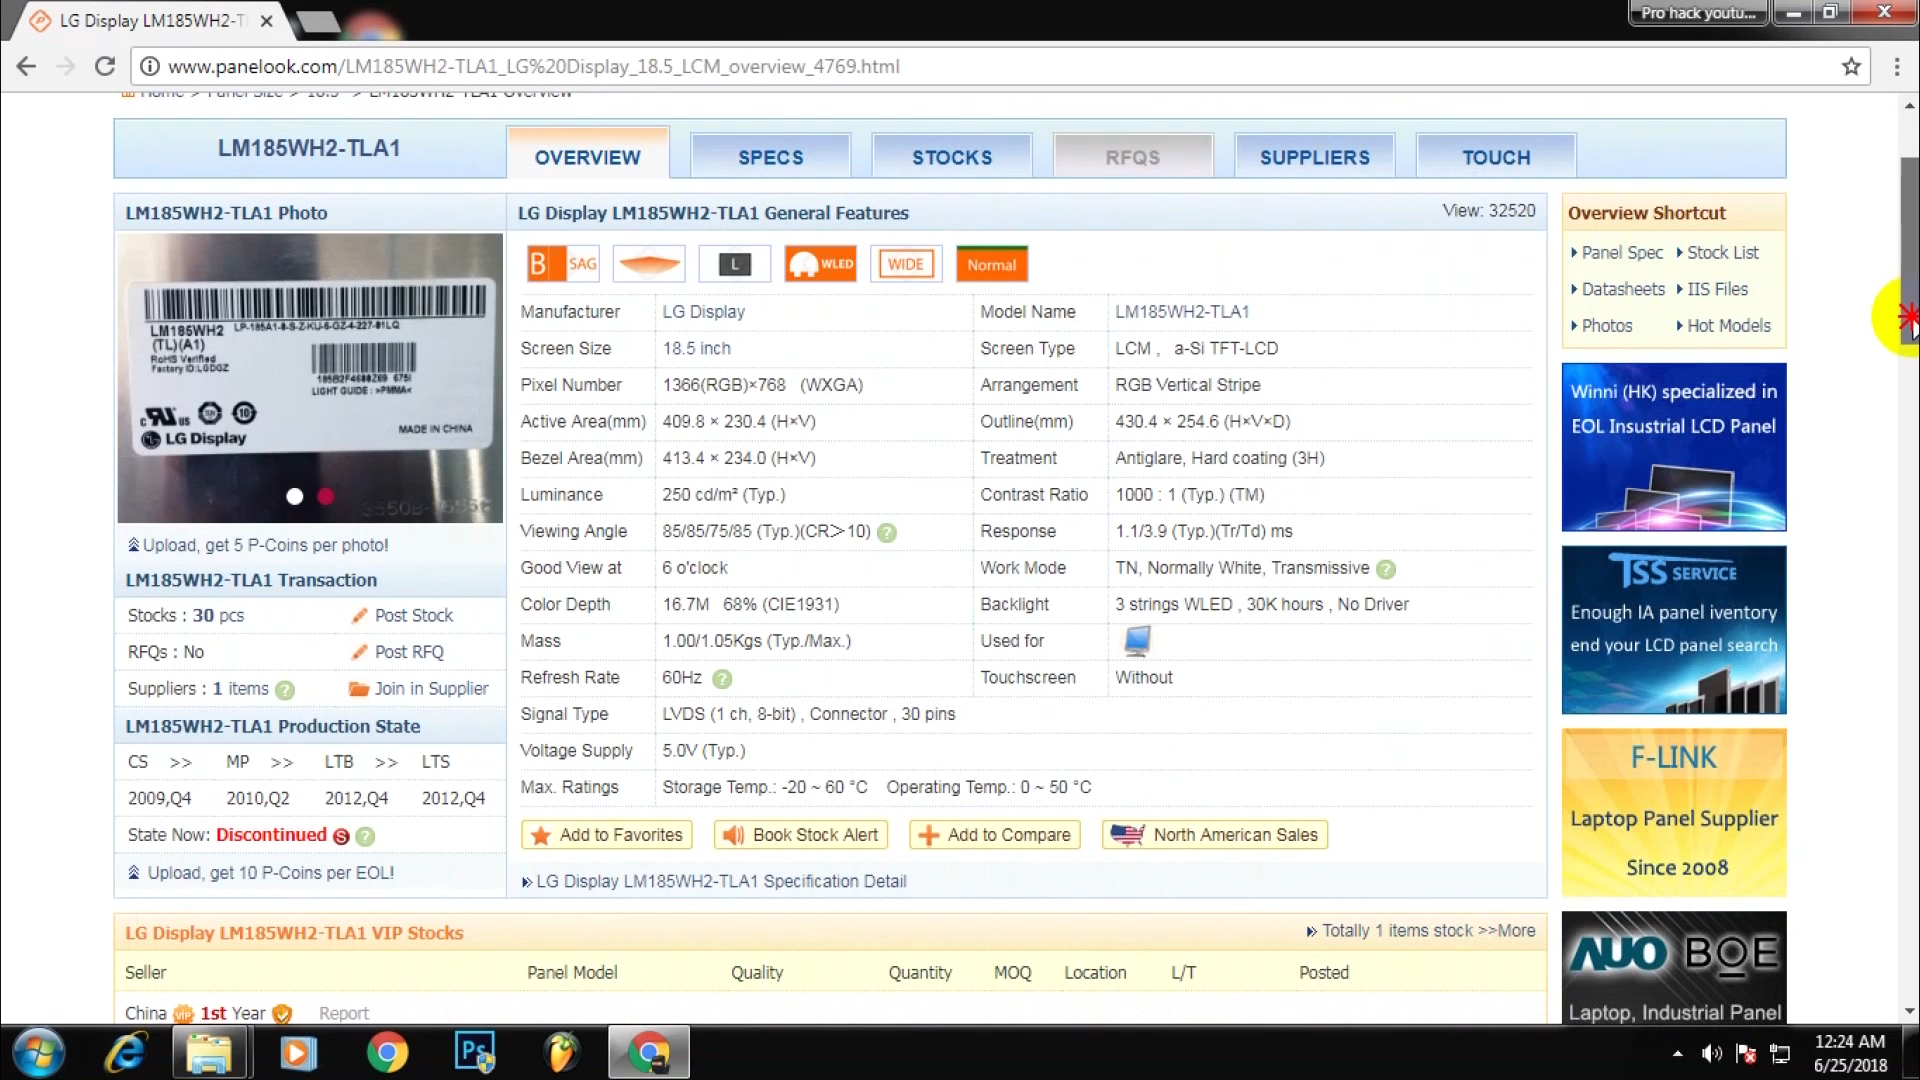 LG Display LM185WH2-T
Pro hack youtu...
www.panelook.com/LM185WH2-TLA1_LG%20Display_18.5_LCM_overview_4769.html
Home > Panel Size > 18.5" > LM185WH2-TLA1 Overview
LM185WH2-TLA1
OVERVIEW
SPECS
STOCKS
RFQS
SUPPLIERS
TOUCH
LM185WH2-TLA1 Photo
LM185WH2
(TL)(A1)
RoHS Verified
Factory ID:LGDGZ
LIGHT GUIDE : >PMMA<
LG Display
MADE IN CHINA
Upload, get 5 P-Coins per photo!
LM185WH2-TLA1 Transaction
Stocks : 30 pcs Post Stock
RFQs : No Post RFQ
Suppliers : 1 items Join in Supplier
LM185WH2-TLA1 Production State
CS >> MP >> LTB >> LTS
2009,Q4 2010,Q2 2012,Q4 2012,Q4
State Now: Discontinued
Upload, get 10 P-Coins per EOL!
LG Display LM185WH2-TLA1 General Features View: 32520
B SAG L WLED WIDE Normal
Manufacturer LG Display Model Name LM185WH2-TLA1
Screen Size 18.5 inch Screen Type LCM , a-Si TFT-LCD
Pixel Number 1366(RGB)×768 (WXGA) Arrangement RGB Vertical Stripe
Active Area(mm) 409.8 × 230.4 (H×V) Outline(mm) 430.4 × 254.6 (H×V×D)
Bezel Area(mm) 413.4 × 234.0 (H×V) Treatment Antiglare, Hard coating (3H)
Luminance 250 cd/m² (Typ.) Contrast Ratio 1000 : 1 (Typ.) (TM)
Viewing Angle 85/85/75/85 (Typ.)(CR＞10) Response 1.1/3.9 (Typ.)(Tr/Td) ms
Good View at 6 o'clock Work Mode TN, Normally White, Transmissive
Color Depth 16.7M 68% (CIE1931) Backlight 3 strings WLED , 30K hours , No Driver
Mass 1.00/1.05Kgs (Typ./Max.) Used for
Refresh Rate 60Hz Touchscreen Without
Signal Type LVDS (1 ch, 8-bit) , Connector , 30 pins
Voltage Supply 5.0V (Typ.)
Max. Ratings Storage Temp.: -20 ~ 60 °C Operating Temp.: 0 ~ 50 °C
Add to Favorites Book Stock Alert Add to Compare North American Sales
LG Display LM185WH2-TLA1 Specification Detail
LG Display LM185WH2-TLA1 VIP Stocks Totally 1 items stock >>More
Seller Panel Model Quality Quantity MOQ Location L/T Posted
China VIP 1st Year Report
Overview Shortcut
Panel Spec Stock List
Datasheets IIS Files
Photos Hot Models
Winni (HK) specialized in
EOL Insustrial LCD Panel
TSS SERVICE
Enough IA panel iventory
end your LCD panel search
F-LINK
Laptop Panel Supplier
Since 2008
AUO BOE
Laptop, Industrial Panel
Ps
12:24 AM
6/25/2018